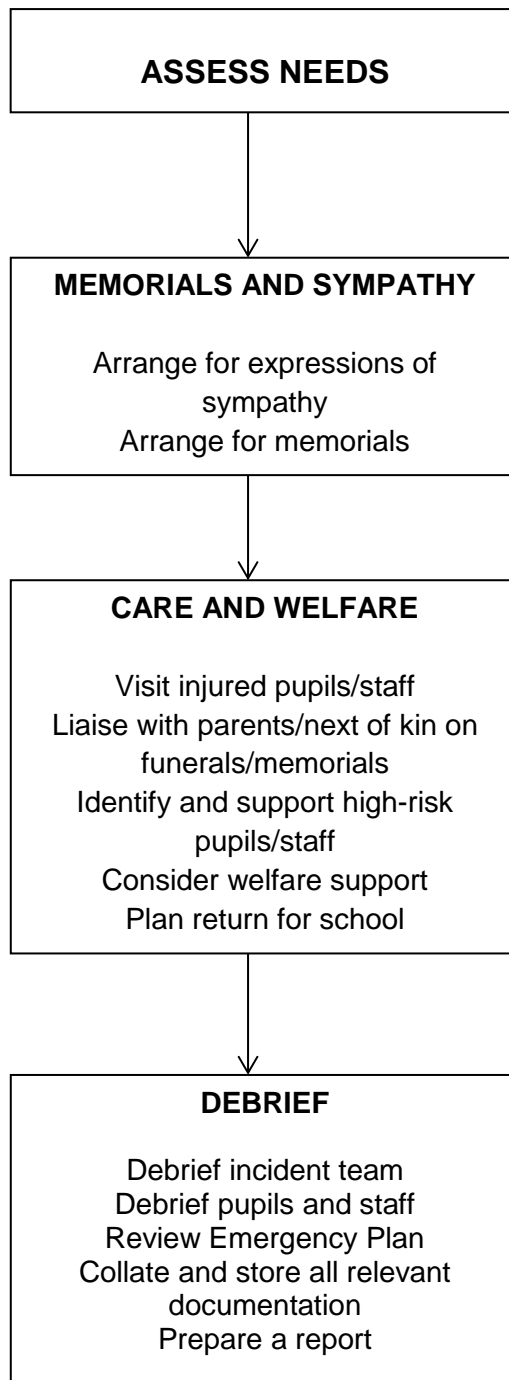 ASSESS NEEDS
MEMORIALS AND SYMPATHY
Arrange for expressions of
sympathy
Arrange for memorials
CARE AND WELFARE
Visit injured pupils/staff
Liaise with parents/next of kin on
funerals/memorials
Identify and support high-risk
pupils/staff
Consider welfare support
Plan return for school
DEBRIEF
Debrief incident team
Debrief pupils and staff
Review Emergency Plan
Collate and store all relevant
documentation
Prepare a report